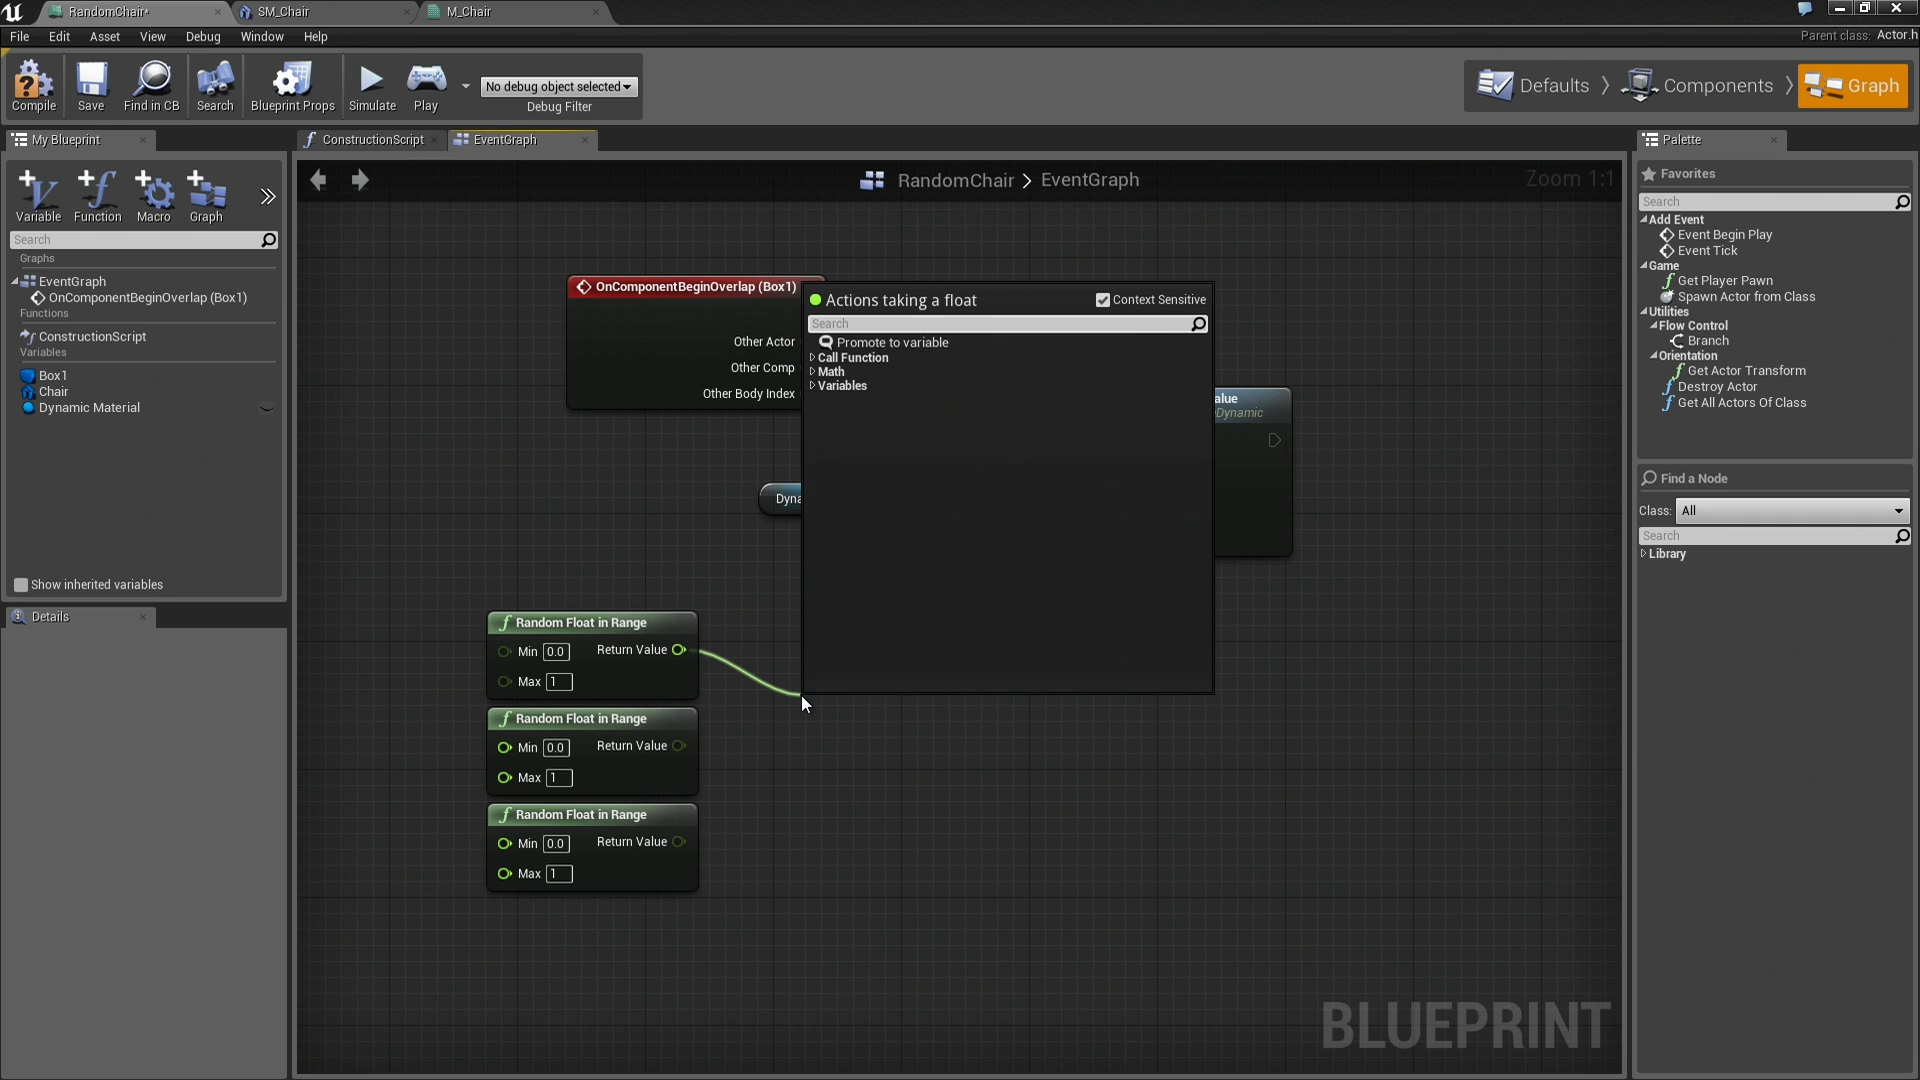 RandomChair*
SM_Chair
M_Chair
File Edit Asset View Debug Window Help
Parent class: Actor.h
Compile
Save
Find in CB
Search
Blueprint Props
Simulate
Play
No debug object selected
Debug Filter
Defaults
Components
Graph
My Blueprint
Variable
Function
Macro
Graph
Search
Graphs
EventGraph
OnComponentBeginOverlap (Box1)
Functions
ConstructionScript
Variables
Box1
Chair
Dynamic Material
Show inherited variables
Details
ConstructionScript
EventGraph
RandomChair > EventGraph
Zoom 1:1
OnComponentBeginOverlap (Box1)
Other Actor
Other Comp
Other Body Index
Actions taking a float
Context Sensitive
Search
Promote to variable
Call Function
Math
Variables
alue
Dynamic
Dyna
Random Float in Range
Min 0.0 Return Value
Max 1
Random Float in Range
Min 0.0 Return Value
Max 1
Random Float in Range
Min 0.0 Return Value
Max 1
BLUEPRINT
Palette
Favorites
Search
Add Event
Event Begin Play
Event Tick
Game
Get Player Pawn
Spawn Actor from Class
Utilities
Flow Control
Branch
Orientation
Get Actor Transform
Destroy Actor
Get All Actors Of Class
Find a Node
Class: All
Search
Library